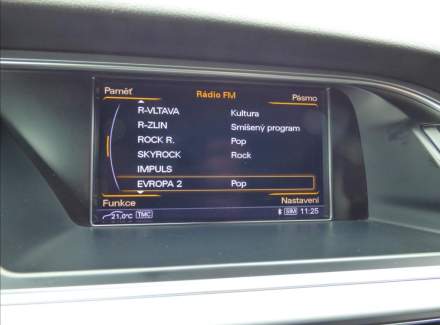 Paměť Rádio FM Pásmo
R-VLTAVA Kultura
R-ZLIN Smíšený program
ROCK R. Pop
SKYROCK Rock
IMPULS
EVROPA 2 Pop
Funkce Nastavení
21,0°C TMC SIM 11:25